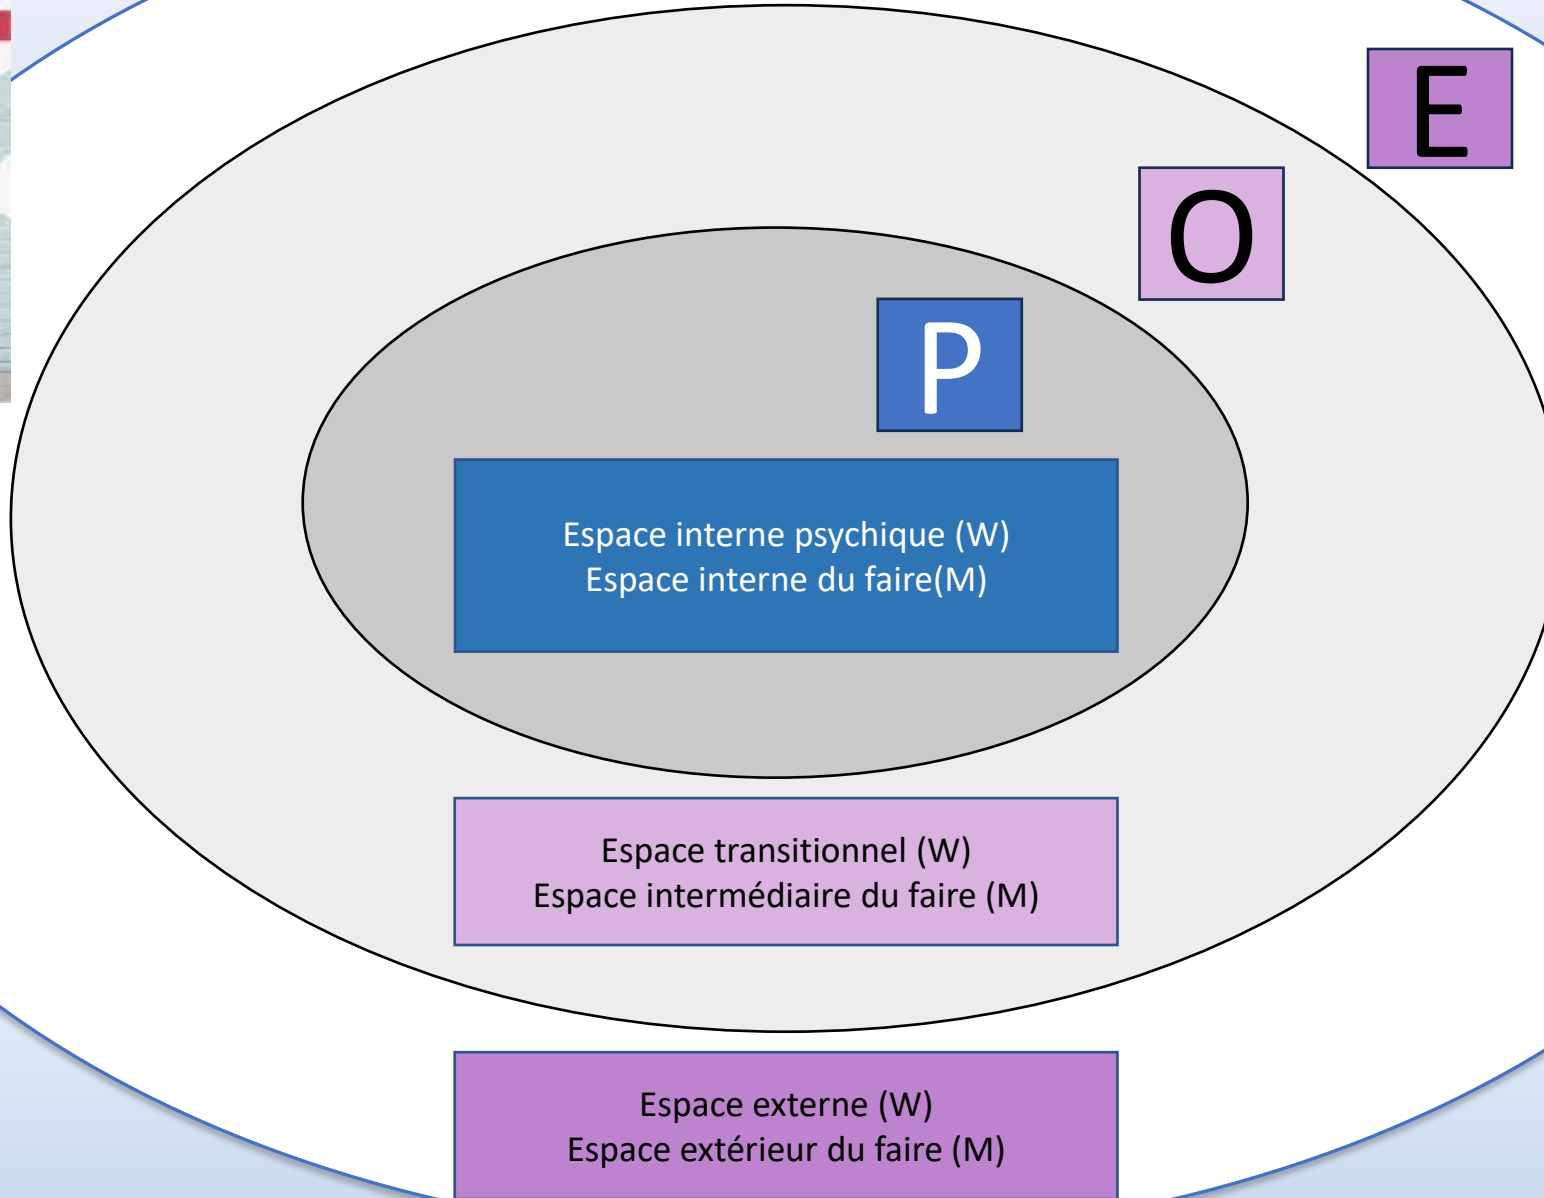 E
O
P
Espace interne psychique (W)
Espace interne du faire(M)
Espace transitionnel (W)
Espace intermédiaire du faire (M)
Espace externe (W)
Espace extérieur du faire (M)